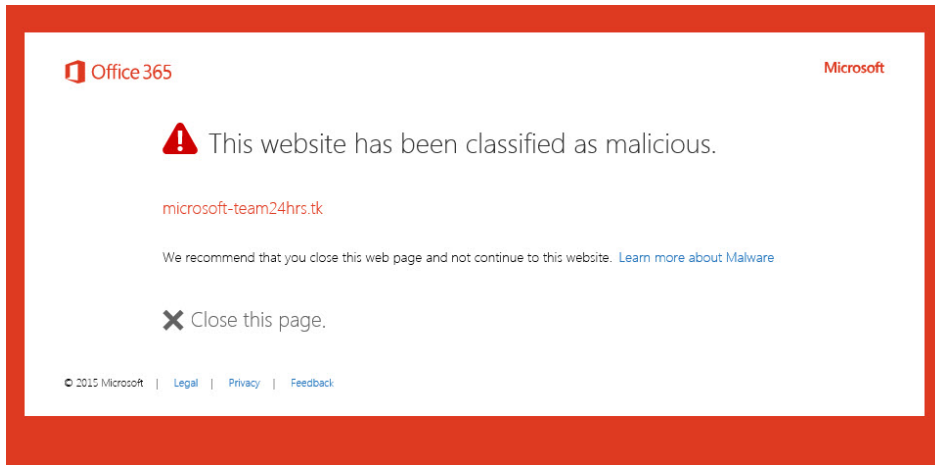 Office 365
Microsoft
This website has been classified as malicious.
microsoft-team24hrs.tk
We recommend that you close this web page and not continue to this website. Learn more about Malware
Close this page.
© 2015 Microsoft | Legal | Privacy | Feedback